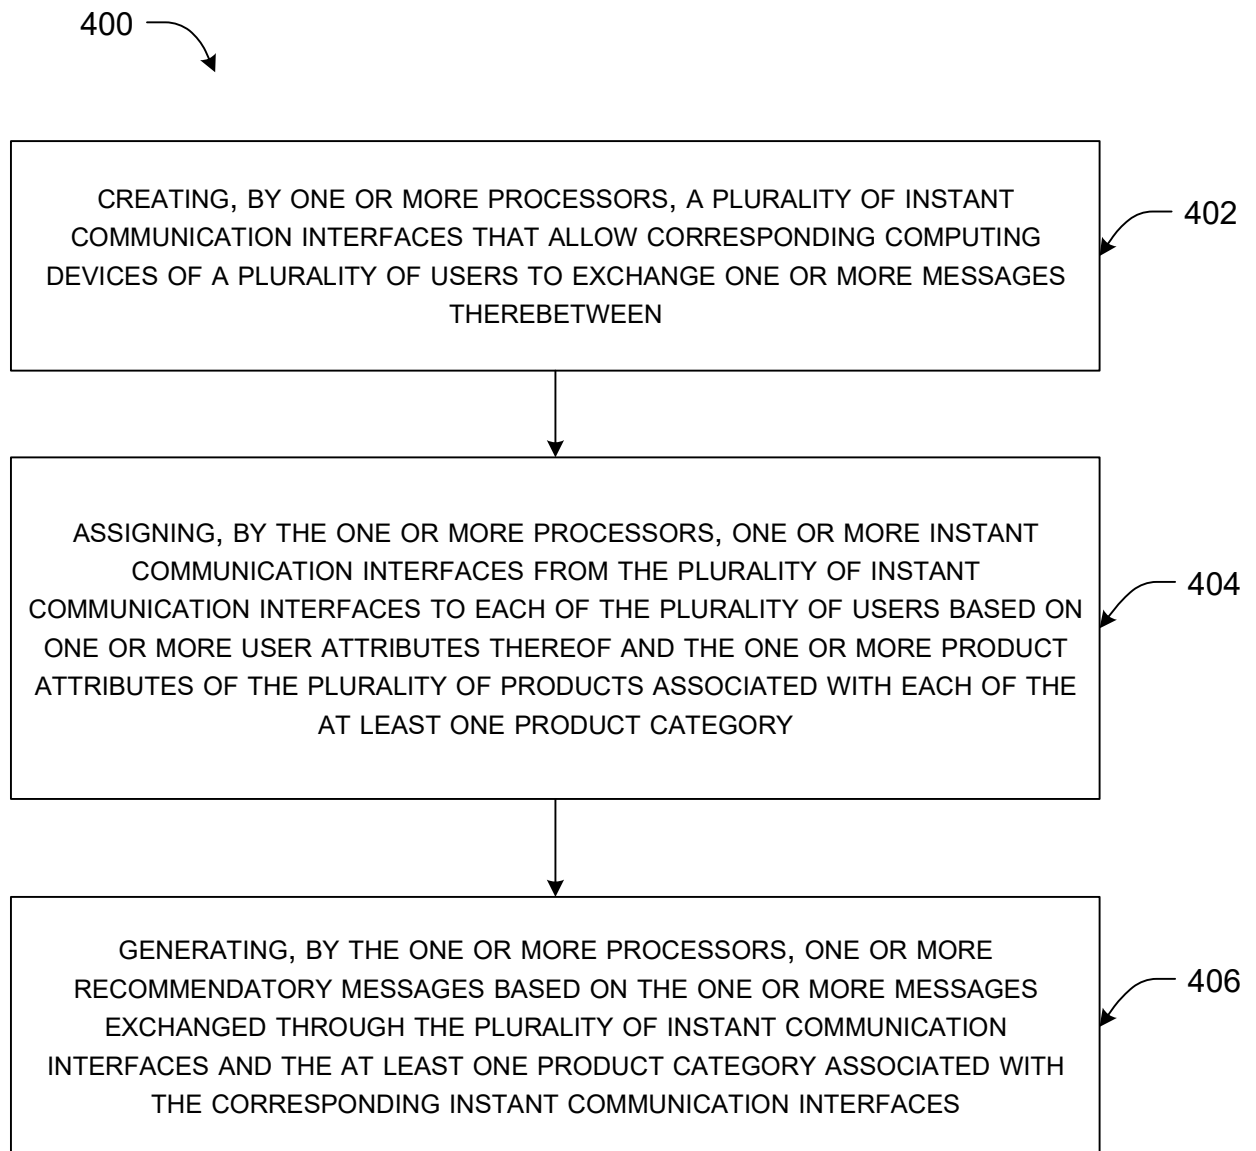 400
CREATING, BY ONE OR MORE PROCESSORS, A PLURALITY OF INSTANT
COMMUNICATION INTERFACES THAT ALLOW CORRESPONDING COMPUTING
DEVICES OF A PLURALITY OF USERS TO EXCHANGE ONE OR MORE MESSAGES
THEREBETWEEN
402
ASSIGNING, BY THE ONE OR MORE PROCESSORS, ONE OR MORE INSTANT
COMMUNICATION INTERFACES FROM THE PLURALITY OF INSTANT
COMMUNICATION INTERFACES TO EACH OF THE PLURALITY OF USERS BASED ON
ONE OR MORE USER ATTRIBUTES THEREOF AND THE ONE OR MORE PRODUCT
ATTRIBUTES OF THE PLURALITY OF PRODUCTS ASSOCIATED WITH EACH OF THE
AT LEAST ONE PRODUCT CATEGORY
404
GENERATING, BY THE ONE OR MORE PROCESSORS, ONE OR MORE
RECOMMENDATORY MESSAGES BASED ON THE ONE OR MORE MESSAGES
EXCHANGED THROUGH THE PLURALITY OF INSTANT COMMUNICATION
INTERFACES AND THE AT LEAST ONE PRODUCT CATEGORY ASSOCIATED WITH
THE CORRESPONDING INSTANT COMMUNICATION INTERFACES
406